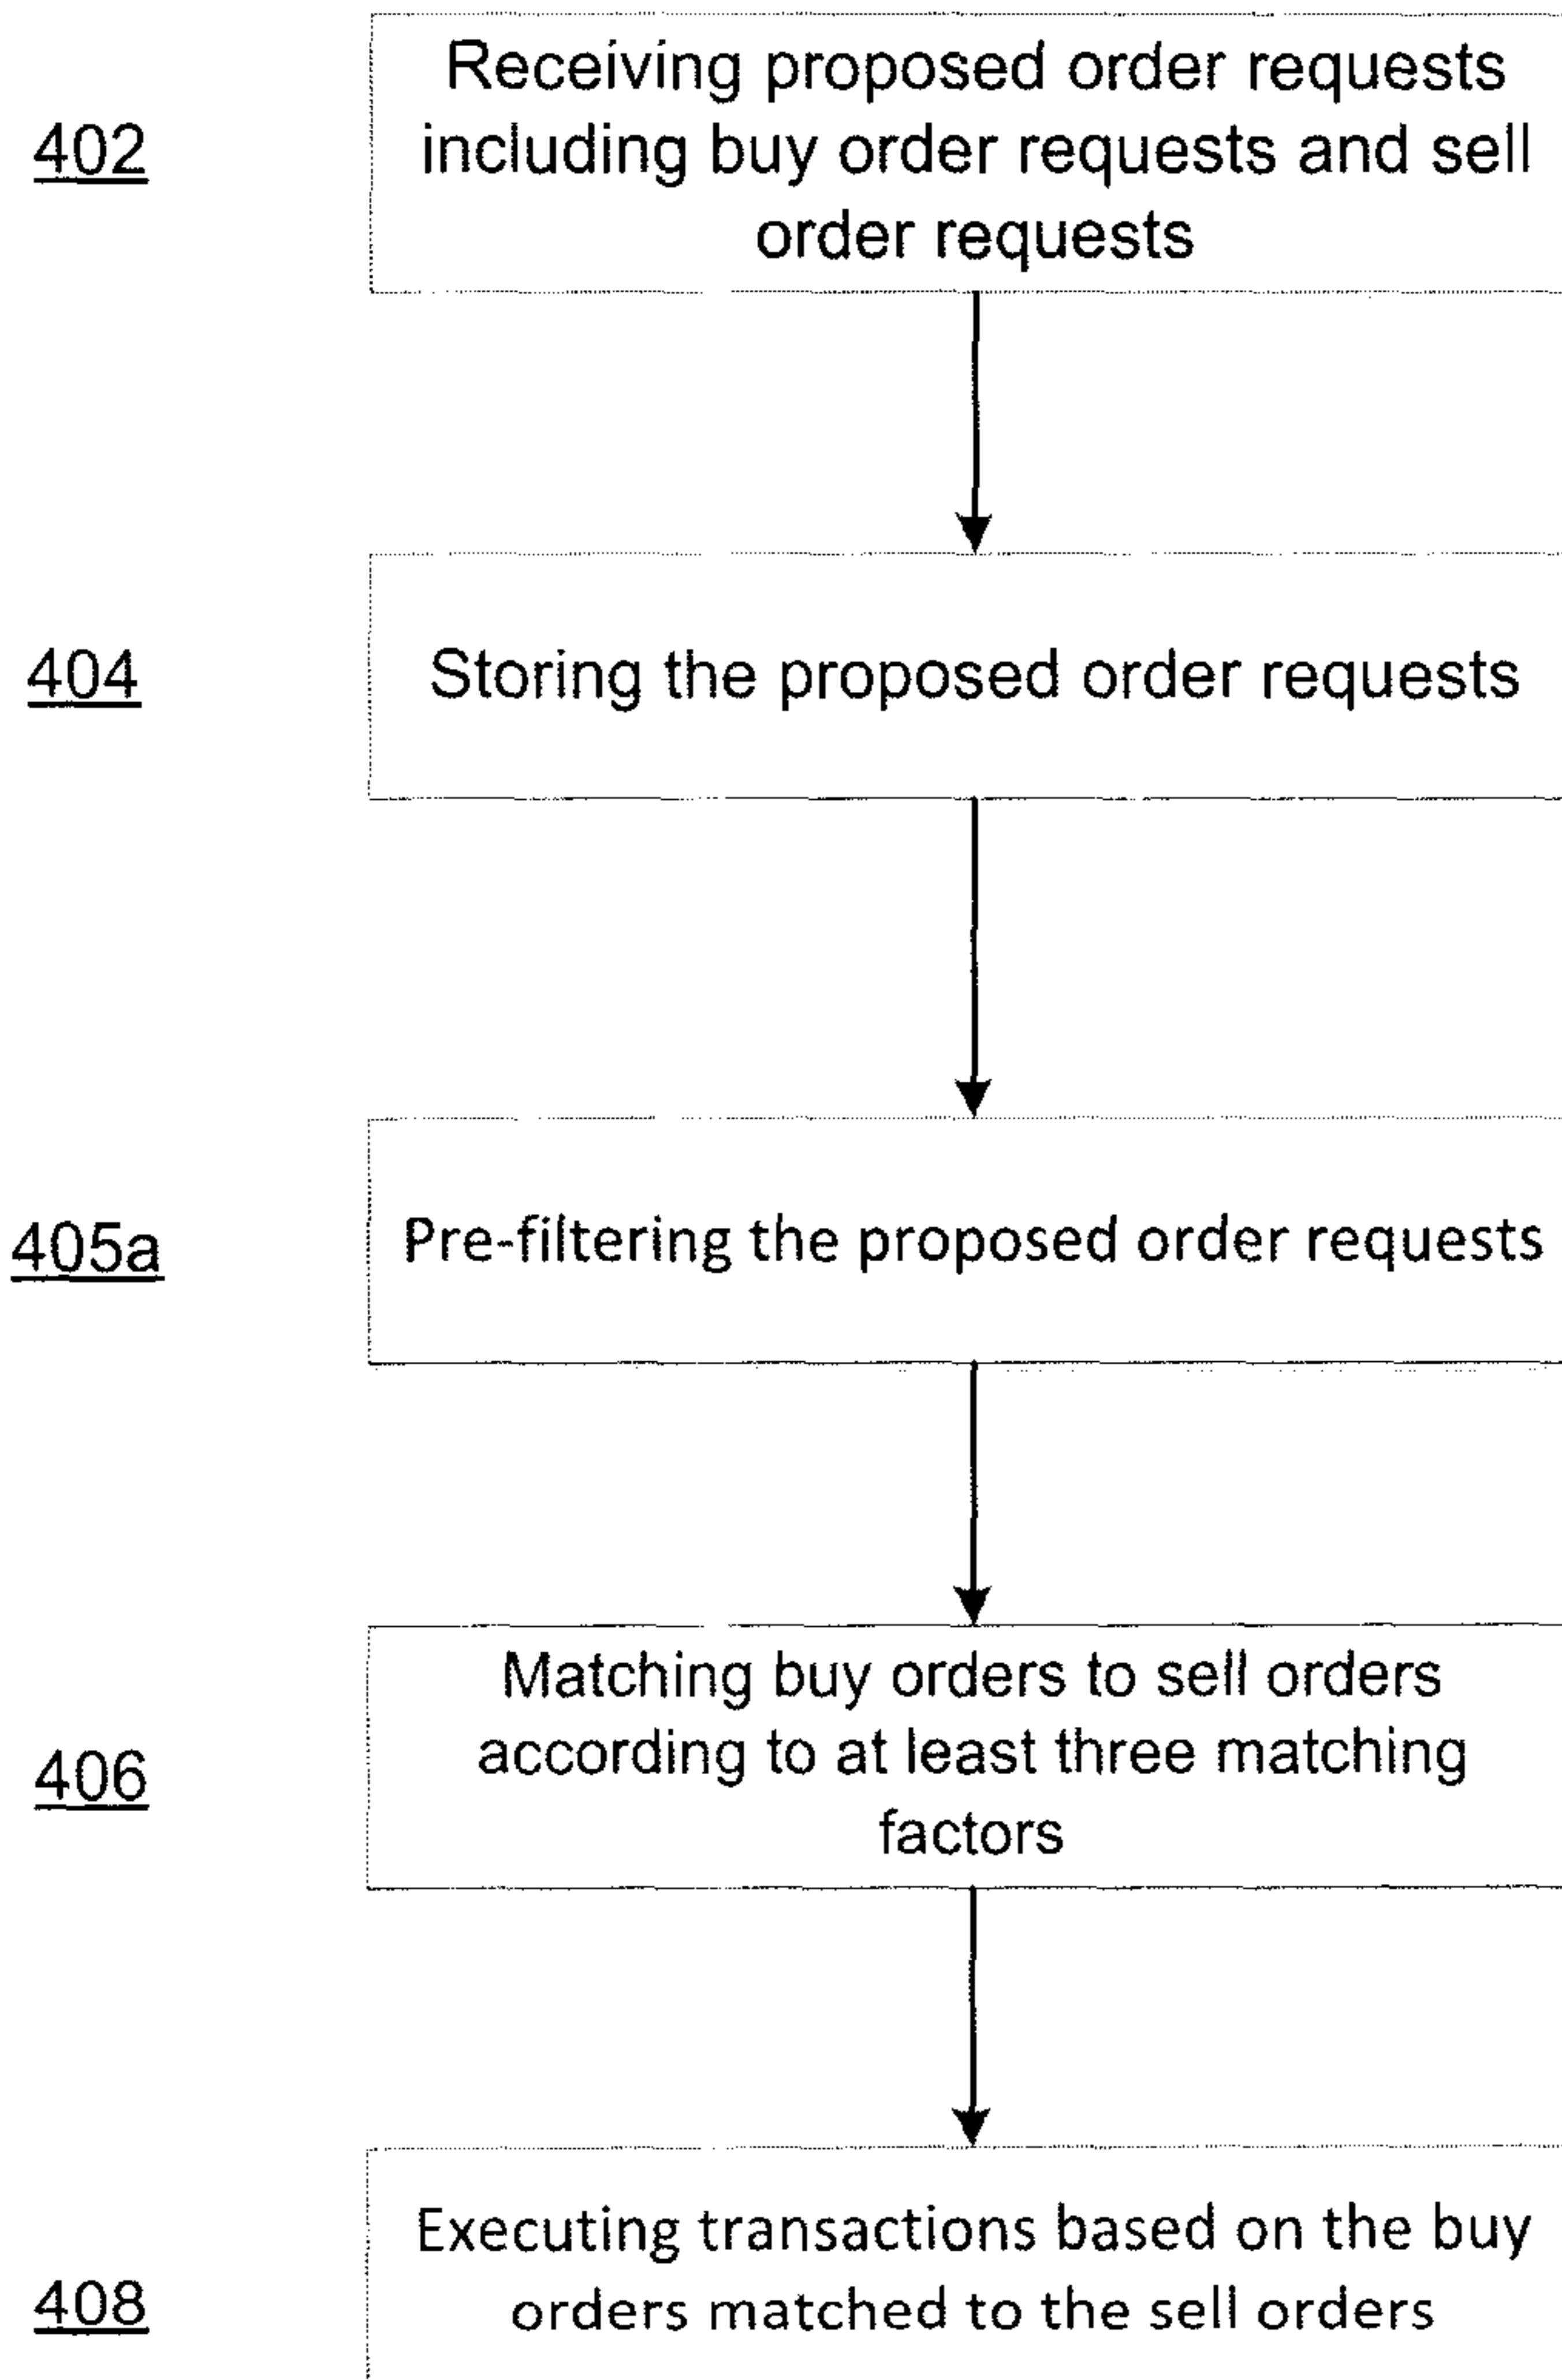 Receiving proposed order requests
402
including buy order requests and sell
order requests
404
Storing the proposed order requests
405a
Pre-filtering the proposed order requests
Matching buy orders to sell orders
406
according to at least three matching
factors
Executing transactions based on the buy
408
orders matched to the sell orders